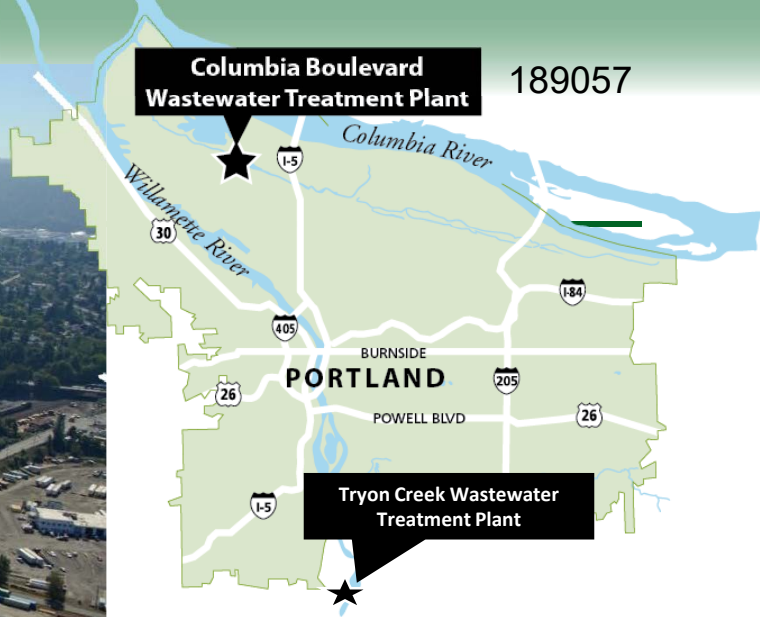 Columbia Boulevard
Wastewater Treatment Plant
189057
Columbia River
I-5
Willamette River
30
I-84
405
BURNSIDE
PORTLAND
205
26
POWELL BLVD
26
I-5
Tryon Creek Wastewater
Treatment Plant